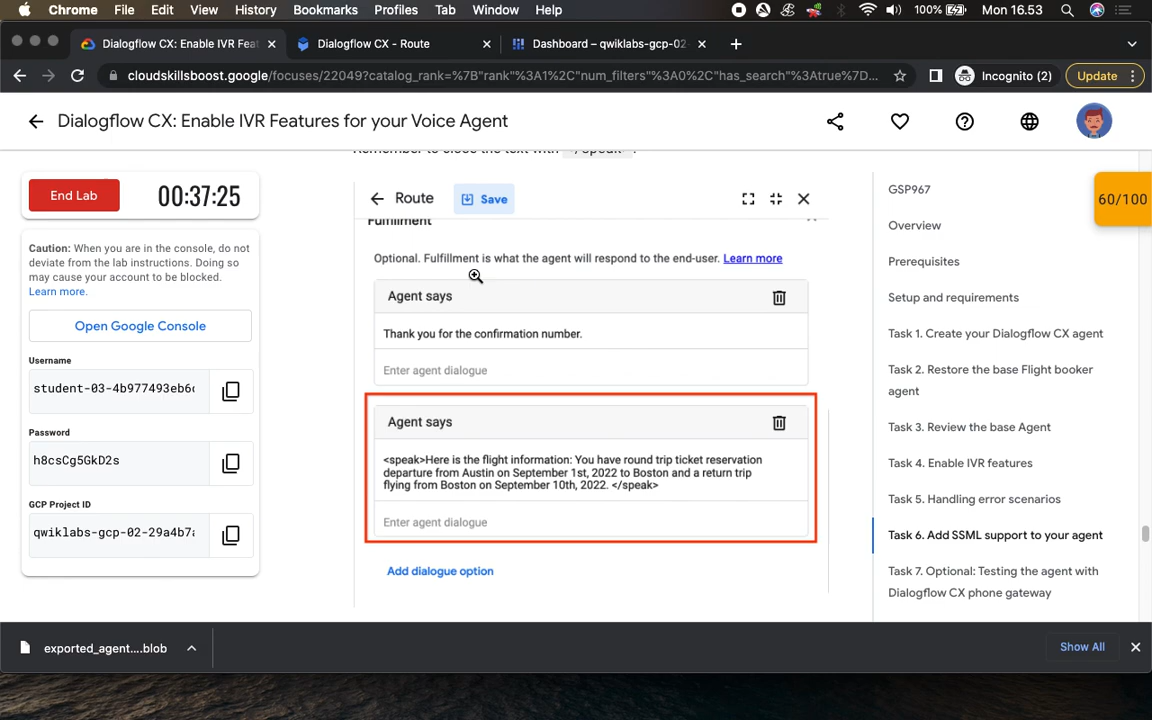 Chrome File Edit View History Bookmarks Profiles Tab Window Help 100% Mon 16.53
Dialogflow CX: Enable IVR Feat
Dialogflow CX - Route
Dashboard – qwiklabs-gcp-02-
cloudskillsboost.google/focuses/22049?catalog_rank=%7B"rank"%3A1%2C"num_filters"%3A0%2C"has_search"%3Atrue%7D...
Incognito (2)
Update
Dialogflow CX: Enable IVR Features for your Voice Agent
End Lab
00:37:25
Caution: When you are in the console, do not
deviate from the lab instructions. Doing so
may cause your account to be blocked.
Learn more.
Open Google Console
Username
student-03-4b977493eb6
Password
h8csCg5GkD2s
GCP Project ID
qwiklabs-gcp-02-29a4b7
Remember to close the text with </speak>.
Route
Save
Fulfillment
Optional. Fulfillment is what the agent will respond to the end-user. Learn more
Agent says
Thank you for the confirmation number.
Enter agent dialogue
Agent says
<speak>Here is the flight information: You have round trip ticket reservation
departure from Austin on September 1st, 2022 to Boston and a return trip
flying from Boston on September 10th, 2022. </speak>
Enter agent dialogue
Add dialogue option
GSP967
Overview
Prerequisites
Setup and requirements
Task 1. Create your Dialogflow CX agent
Task 2. Restore the base Flight booker
agent
Task 3. Review the base Agent
Task 4. Enable IVR features
Task 5. Handling error scenarios
Task 6. Add SSML support to your agent
Task 7. Optional: Testing the agent with
Dialogflow CX phone gateway
60/100
exported_agent....blob
Show All